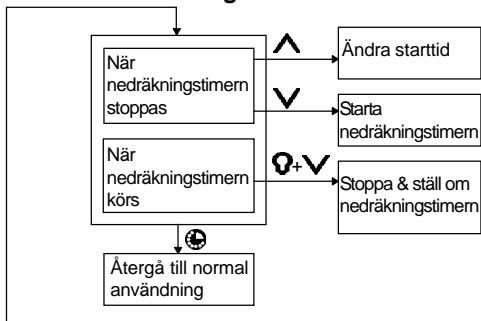 När
nedräkningstimern
stoppas
Ändra starttid
Starta
nedräkningstimern
När
nedräkningstimern
körs
+
Stoppa & ställ om
nedräkningstimern
Återgå till normal
användning